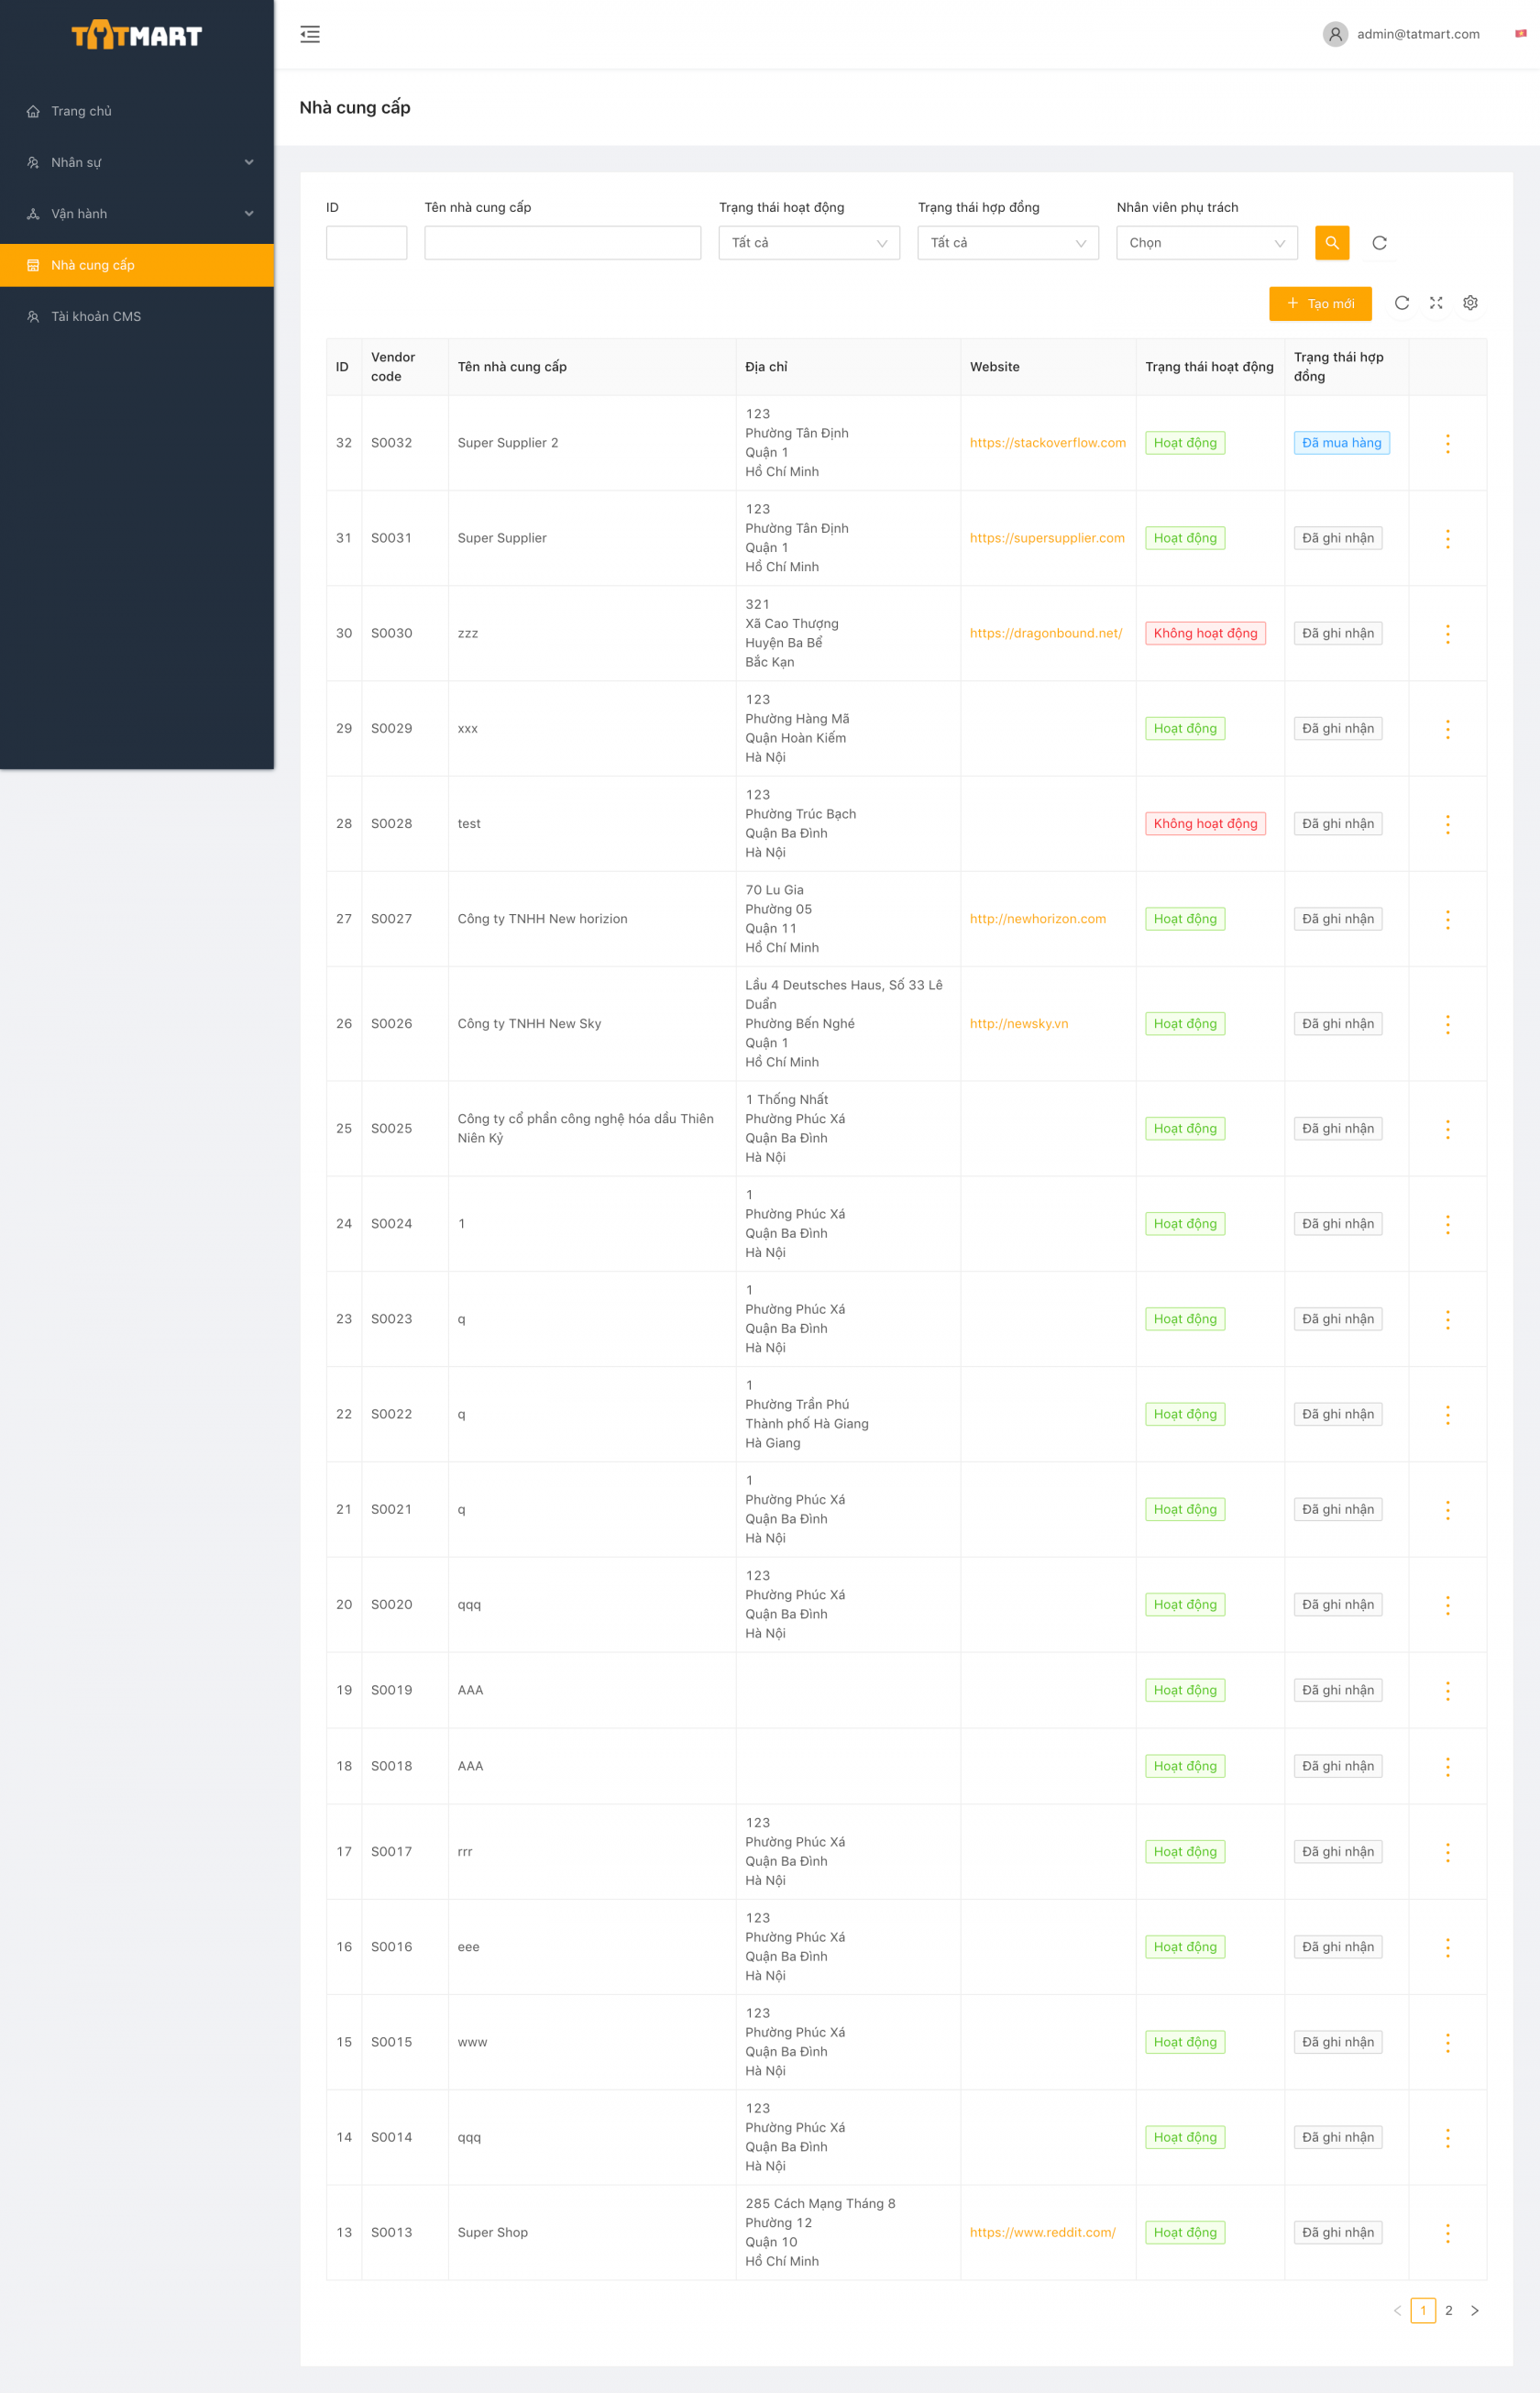 TATMART
admin@tatmart.com
Trang chủ
Nhân sự
Vận hành
Nhà cung cấp
Tài khoản CMS
Nhà cung cấp
ID Tên nhà cung cấp Trạng thái hoạt động Trạng thái hợp đồng Nhân viên phụ trách
Tất cả Tất cả Chọn
Tạo mới
ID Vendor code Tên nhà cung cấp Địa chỉ Website Trạng thái hoạt động Trạng thái hợp đồng
32 S0032 Super Supplier 2
123
Phường Tân Định
Quận 1
Hồ Chí Minh
https://stackoverflow.com Hoạt động Đã mua hàng
31 S0031 Super Supplier
123
Phường Tân Định
Quận 1
Hồ Chí Minh
https://supersupplier.com Hoạt động Đã ghi nhận
30 S0030 zzz
321
Xã Cao Thượng
Huyện Ba Bể
Bắc Kạn
https://dragonbound.net/ Không hoạt động Đã ghi nhận
29 S0029 xxx
123
Phường Hàng Mã
Quận Hoàn Kiếm
Hà Nội
Hoạt động Đã ghi nhận
28 S0028 test
123
Phường Trúc Bạch
Quận Ba Đình
Hà Nội
Không hoạt động Đã ghi nhận
27 S0027 Công ty TNHH New horizion
70 Lu Gia
Phường 05
Quận 11
Hồ Chí Minh
http://newhorizon.com Hoạt động Đã ghi nhận
26 S0026 Công ty TNHH New Sky
Lầu 4 Deutsches Haus, Số 33 Lê
Duẩn
Phường Bến Nghé
Quận 1
Hồ Chí Minh
http://newsky.vn Hoạt động Đã ghi nhận
25 S0025 Công ty cổ phần công nghệ hóa dầu Thiên
Niên Kỷ
1 Thống Nhất
Phường Phúc Xá
Quận Ba Đình
Hà Nội
Hoạt động Đã ghi nhận
24 S0024 1
1
Phường Phúc Xá
Quận Ba Đình
Hà Nội
Hoạt động Đã ghi nhận
23 S0023 q
1
Phường Phúc Xá
Quận Ba Đình
Hà Nội
Hoạt động Đã ghi nhận
22 S0022 q
1
Phường Trần Phú
Thành phố Hà Giang
Hà Giang
Hoạt động Đã ghi nhận
21 S0021 q
1
Phường Phúc Xá
Quận Ba Đình
Hà Nội
Hoạt động Đã ghi nhận
20 S0020 qqq
123
Phường Phúc Xá
Quận Ba Đình
Hà Nội
Hoạt động Đã ghi nhận
19 S0019 AAA Hoạt động Đã ghi nhận
18 S0018 AAA Hoạt động Đã ghi nhận
17 S0017 rrr
123
Phường Phúc Xá
Quận Ba Đình
Hà Nội
Hoạt động Đã ghi nhận
16 S0016 eee
123
Phường Phúc Xá
Quận Ba Đình
Hà Nội
Hoạt động Đã ghi nhận
15 S0015 www
123
Phường Phúc Xá
Quận Ba Đình
Hà Nội
Hoạt động Đã ghi nhận
14 S0014 qqq
123
Phường Phúc Xá
Quận Ba Đình
Hà Nội
Hoạt động Đã ghi nhận
13 S0013 Super Shop
285 Cách Mạng Tháng 8
Phường 12
Quận 10
Hồ Chí Minh
https://www.reddit.com/ Hoạt động Đã ghi nhận
1 2